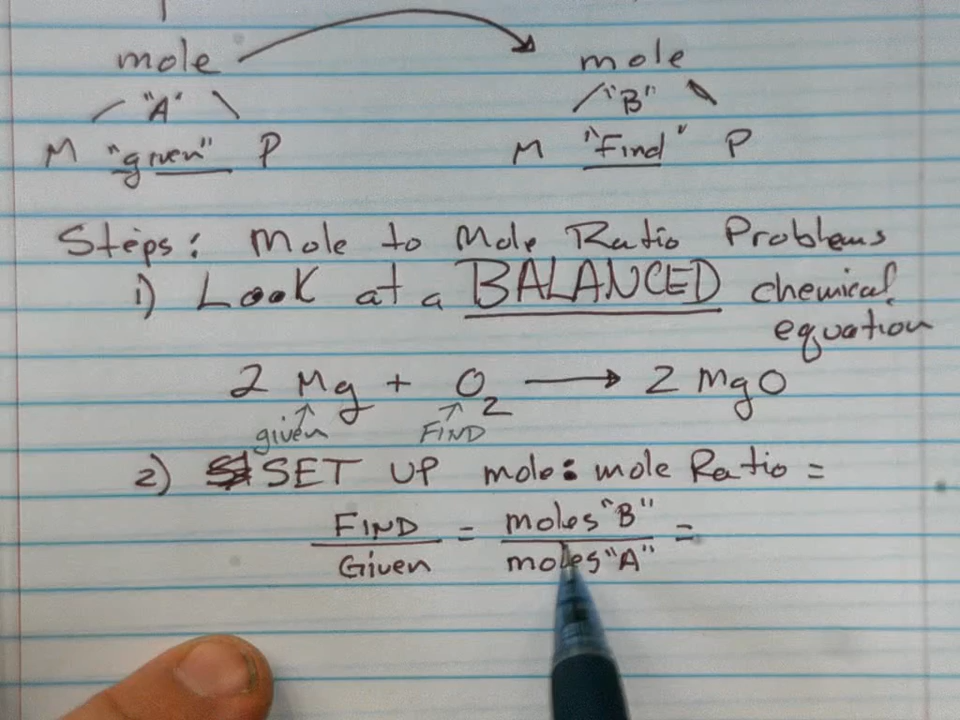 mole mole
"A" "B"
M "given" P M "Find" P
Steps: Mole to Mole Ratio Problems
1) Look at a BALANCED chemical
equation
2 Mg + O2 → 2 MgO
given FIND
2) SET UP mole:mole Ratio =
FIND = moles "B" =
Given moles "A"